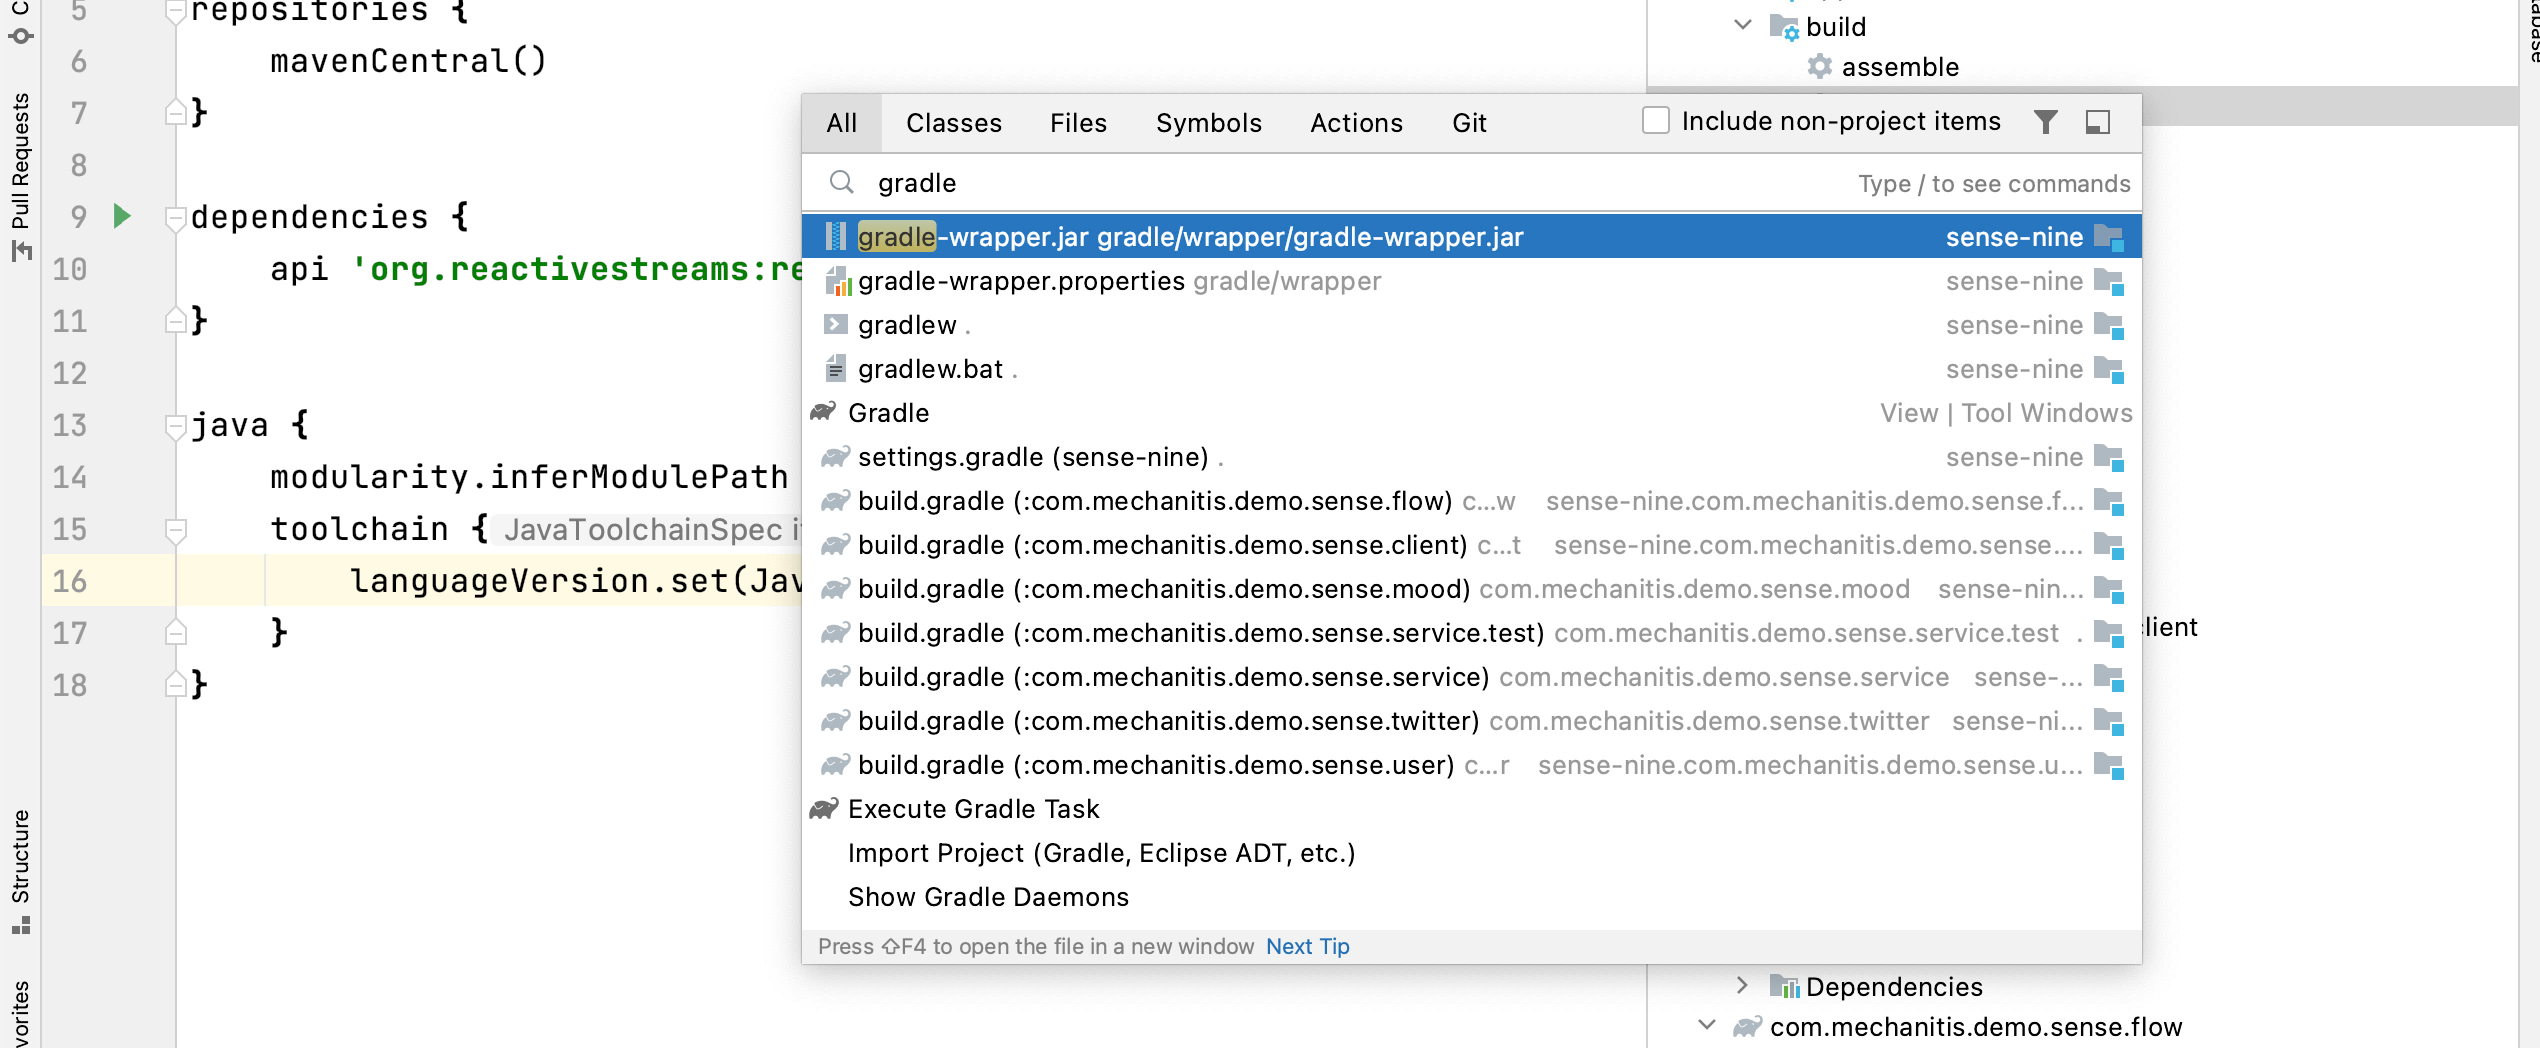 5 repositories {
6 mavenCentral()
7 }
8
9 dependencies {
10 api 'org.reactivestreams:re
11 }
12
13 java {
14 modularity.inferModulePath
15 toolchain { JavaToolchainSpec it
16 languageVersion.set(Jav
17 }
18 }
Pull Requests
Structure
build
assemble
All Classes Files Symbols Actions Git Include non-project items
gradle Type / to see commands
gradle-wrapper.jar gradle/wrapper/gradle-wrapper.jar sense-nine
gradle-wrapper.properties gradle/wrapper sense-nine
gradlew . sense-nine
gradlew.bat . sense-nine
Gradle View | Tool Windows
settings.gradle (sense-nine) . sense-nine
build.gradle (:com.mechanitis.demo.sense.flow) c...w sense-nine.com.mechanitis.demo.sense.f...
build.gradle (:com.mechanitis.demo.sense.client) c...t sense-nine.com.mechanitis.demo.sense....
build.gradle (:com.mechanitis.demo.sense.mood) com.mechanitis.demo.sense.mood sense-nin...
build.gradle (:com.mechanitis.demo.sense.service.test) com.mechanitis.demo.sense.service.test .
build.gradle (:com.mechanitis.demo.sense.service) com.mechanitis.demo.sense.service sense-...
build.gradle (:com.mechanitis.demo.sense.twitter) com.mechanitis.demo.sense.twitter sense-ni...
build.gradle (:com.mechanitis.demo.sense.user) c...r sense-nine.com.mechanitis.demo.sense.u...
Execute Gradle Task
Import Project (Gradle, Eclipse ADT, etc.)
Show Gradle Daemons
Press ⇧F4 to open the file in a new window Next Tip
lient
Dependencies
com.mechanitis.demo.sense.flow